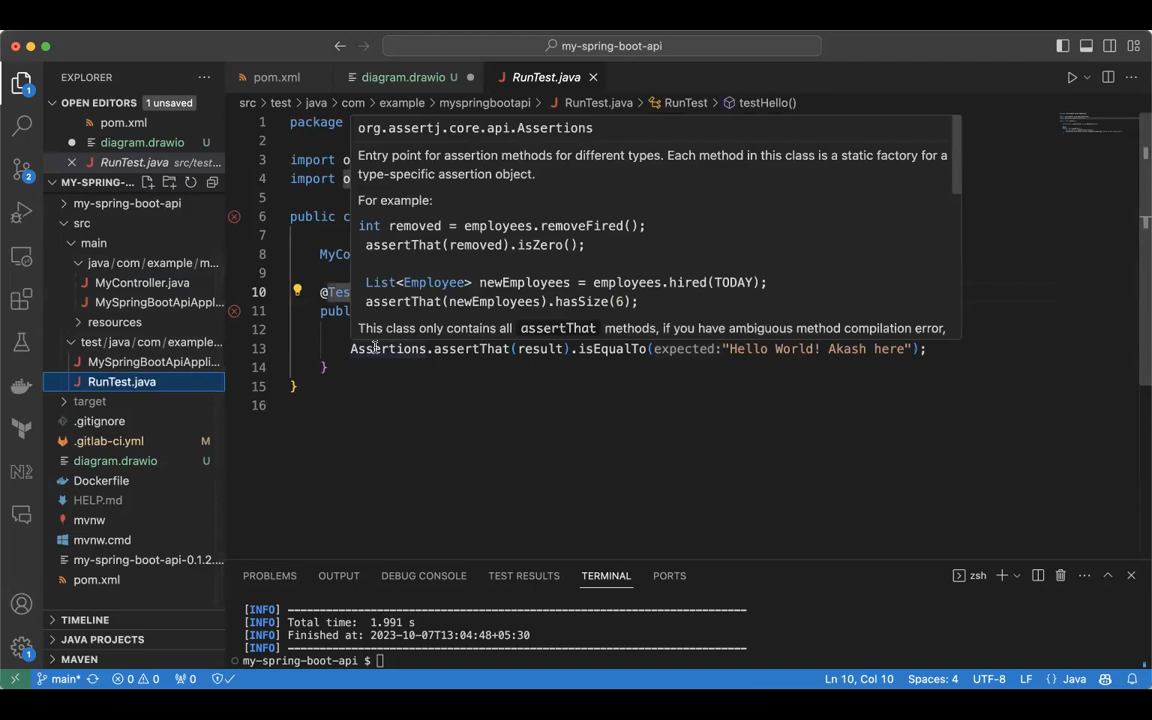 my-spring-boot-api
EXPLORER
pom.xml
diagram.drawio U
RunTest.java
OPEN EDITORS 1 unsaved
src > test > java > com > example > myspringbootapi > J RunTest.java > RunTest > testHello()
pom.xml
diagram.drawio U
RunTest.java src/test...
MY-SPRING-...
my-spring-boot-api
src
main
java/com/example/m...
MyController.java
MySpringBootApiAppl...
resources
test/java/com/example...
MySpringBootApiAppli...
RunTest.java
target
.gitignore
.gitlab-ci.yml M
diagram.drawio U
Dockerfile
HELP.md
mvnw
mvnw.cmd
my-spring-boot-api-0.1.2....
pom.xml
TIMELINE
JAVA PROJECTS
MAVEN
1 package
2
3 import o
4 import o
5
6 public c
7
8 MyCo
9
10 @Tes
11 publ
12
13 Assertions.assertThat(result).isEqualTo(expected:"Hello World! Akash here");
14 }
15 }
16
org.assertj.core.api.Assertions
Entry point for assertion methods for different types. Each method in this class is a static factory for a
type-specific assertion object.
For example:
int removed = employees.removeFired();
assertThat(removed).isZero();
List<Employee> newEmployees = employees.hired(TODAY);
assertThat(newEmployees).hasSize(6);
This class only contains all assertThat methods, if you have ambiguous method compilation error,
PROBLEMS OUTPUT DEBUG CONSOLE TEST RESULTS TERMINAL PORTS
zsh
[INFO] ------------------------------------------------------------------------
[INFO] Total time: 1.991 s
[INFO] Finished at: 2023-10-07T13:04:48+05:30
[INFO] ------------------------------------------------------------------------
my-spring-boot-api $
main* 0 0 0 Ln 10, Col 10 Spaces: 4 UTF-8 LF {} Java